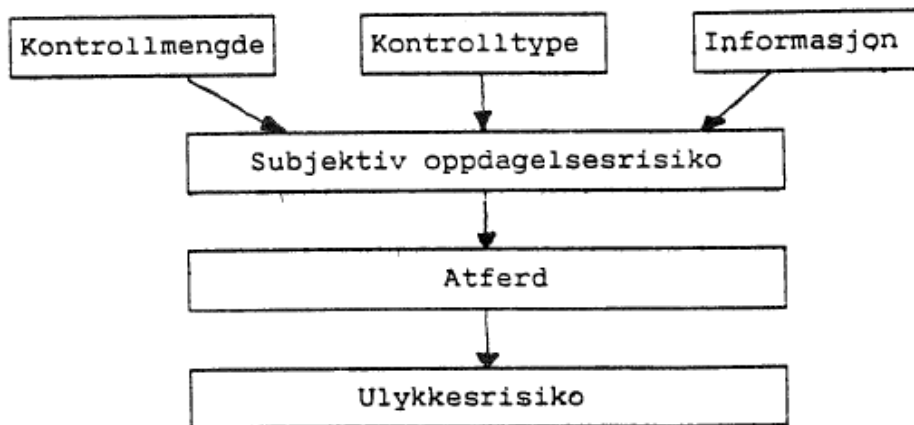 Kontrollmengde Kontrolltype Informasjon
Subjektiv oppdagelsesrisiko
Atferd
Ulykkesrisiko